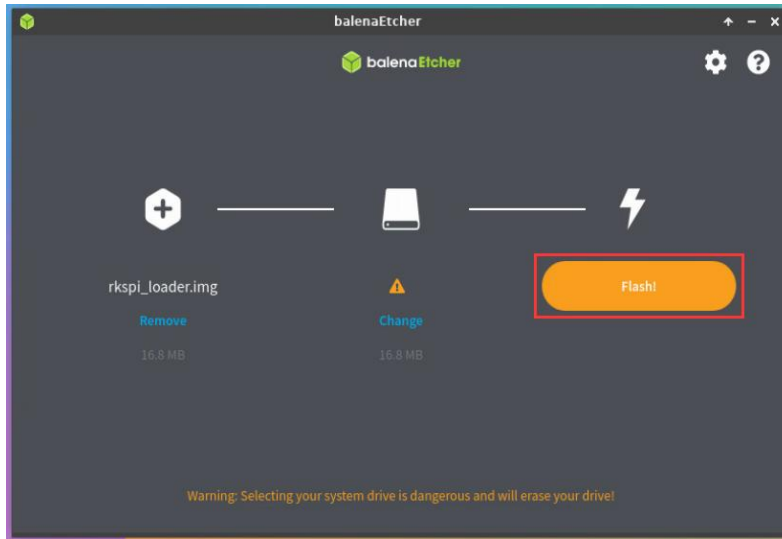 balenaEtcher
balenaEtcher
rkspi_loader.img
Flash!
Remove
Change
16.8 MB
16.8 MB
Warning: Selecting your system drive is dangerous and will erase your drive!